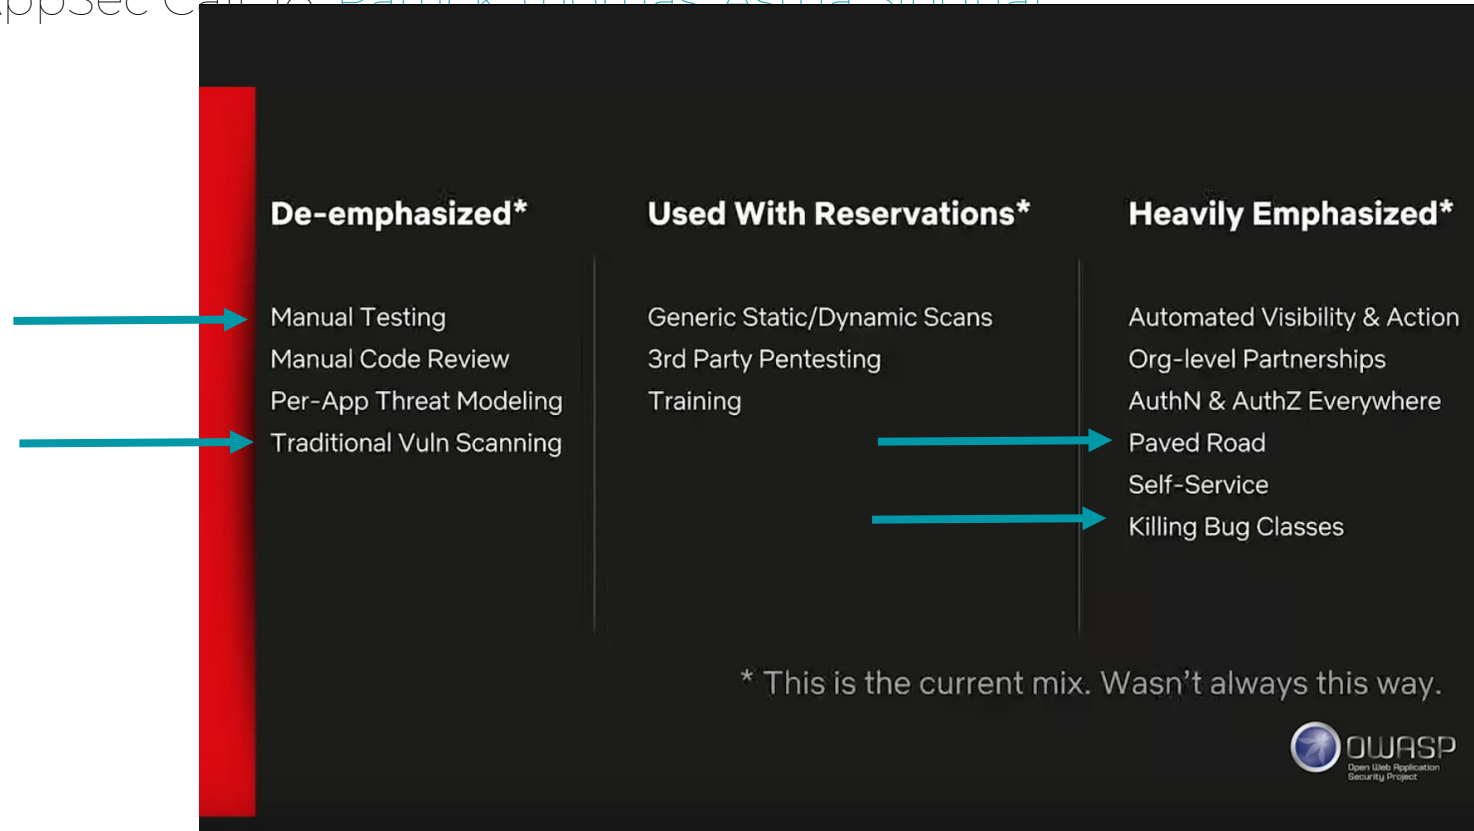 De-emphasized*
Manual Testing
Manual Code Review
Per-App Threat Modeling
Traditional Vuln Scanning
Used With Reservations*
Generic Static/Dynamic Scans
3rd Party Pentesting
Training
Heavily Emphasized*
Automated Visibility & Action
Org-level Partnerships
AuthN & AuthZ Everywhere
Paved Road
Self-Service
Killing Bug Classes
* This is the current mix. Wasn't always this way.
OWASP
Open Web Application
Security Project